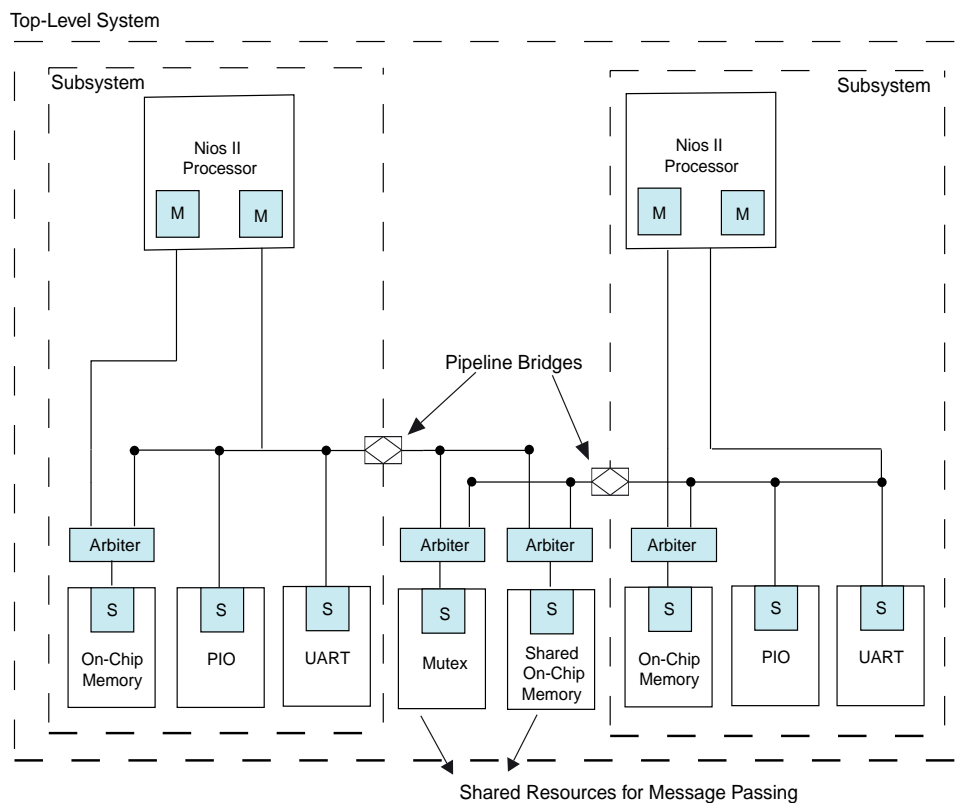 Top-Level System
Subsystem
Subsystem
Nios II
Processor
M
M
Nios II
Processor
M
M
Pipeline Bridges
Arbiter
Arbiter
Arbiter
Arbiter
S
On-Chip
Memory
S
PIO
S
UART
S
Mutex
S
Shared
On-Chip
Memory
S
On-Chip
Memory
S
PIO
S
UART
Shared Resources for Message Passing